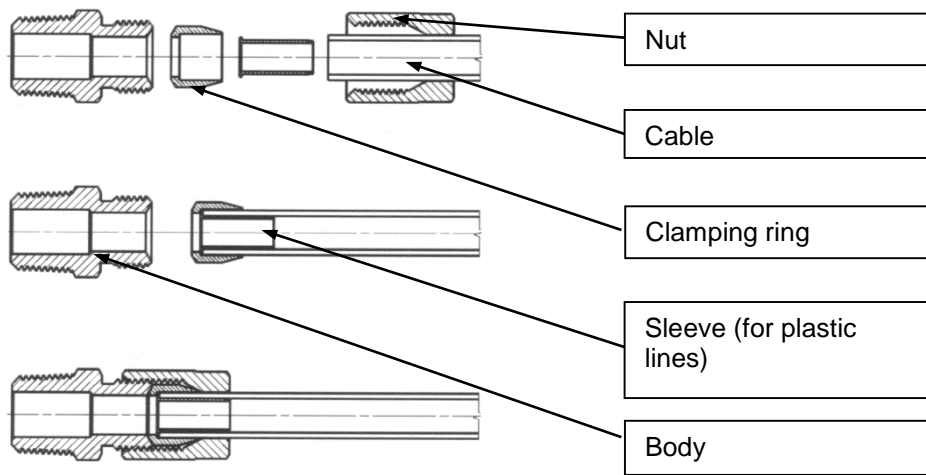 Nut
Cable
Clamping ring
Sleeve (for plastic
lines)
Body